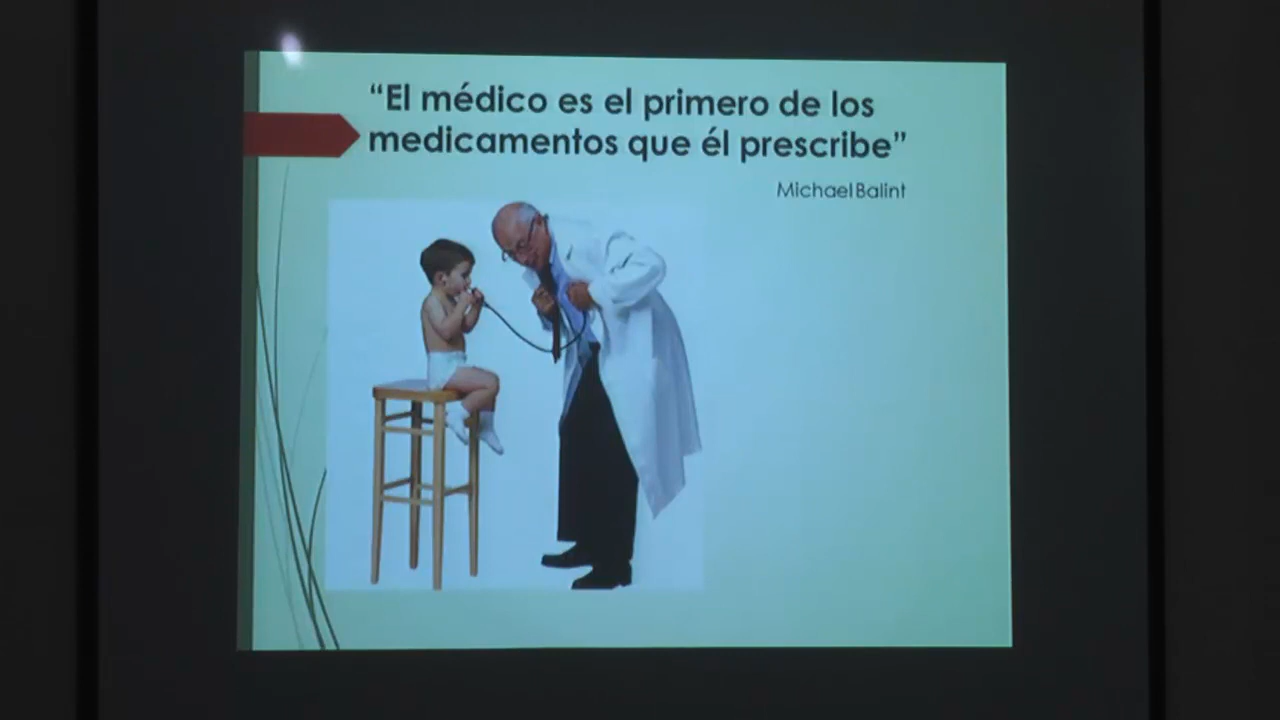 “El médico es el primero de los
medicamentos que él prescribe”
Michael Balint